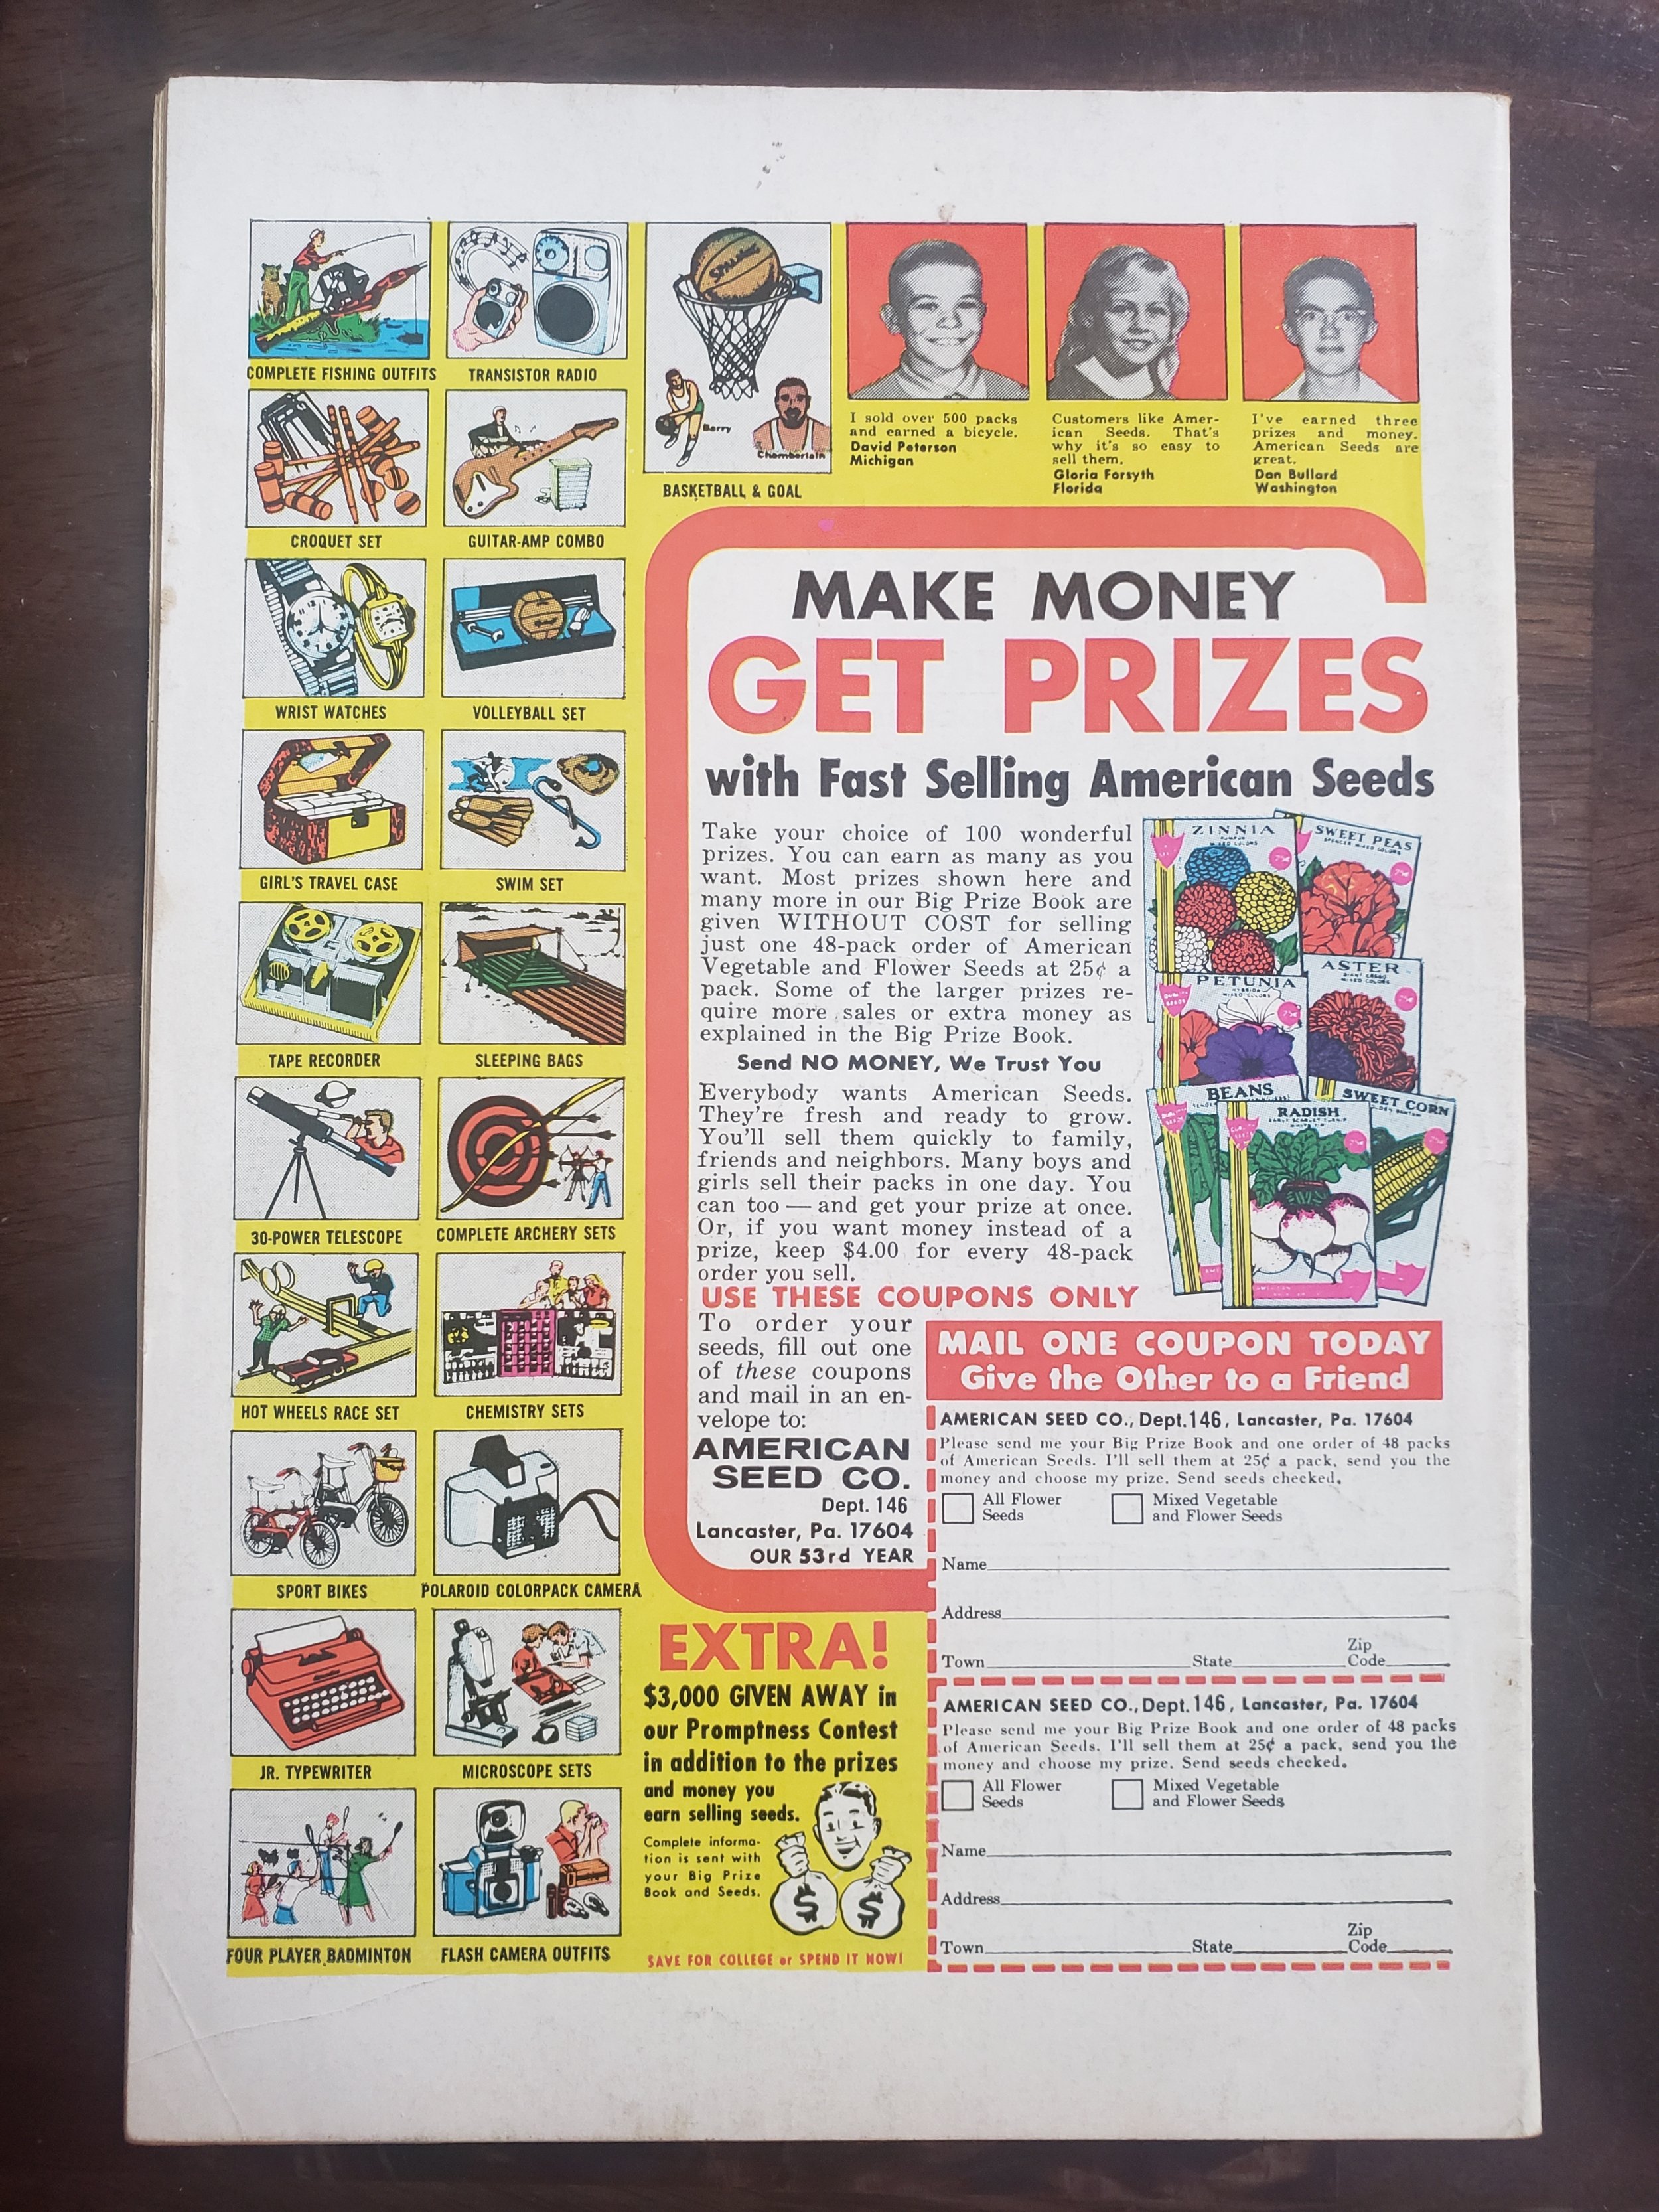 COMPLETE FISHING OUTFITS
TRANSISTOR RADIO
CROQUET SET
GUITAR-AMP COMBO
WRIST WATCHES
VOLLEYBALL SET
GIRL'S TRAVEL CASE
SWIM SET
TAPE RECORDER
SLEEPING BAGS
30-POWER TELESCOPE
COMPLETE ARCHERY SETS
HOT WHEELS RACE SET
CHEMISTRY SETS
SPORT BIKES
POLAROID COLORPACK CAMERA
JR. TYPEWRITER
MICROSCOPE SETS
FOUR PLAYER BADMINTON
FLASH CAMERA OUTFITS
SPALDING
Barry
Chamberlain
BASKETBALL & GOAL
I sold over 500 packs
and earned a bicycle.
David Peterson
Michigan
Customers like Amer-
ican Seeds. That's
why it's so easy to
sell them.
Gloria Forsyth
Florida
I've earned three
prizes and money.
American Seeds are
great.
Dan Bullard
Washington
MAKE MONEY
GET PRIZES
with Fast Selling American Seeds
Take your choice of 100 wonderful
prizes. You can earn as many as you
want. Most prizes shown here and
many more in our Big Prize Book are
given WITHOUT COST for selling
just one 48-pack order of American
Vegetable and Flower Seeds at 25¢ a
pack. Some of the larger prizes re-
quire more sales or extra money as
explained in the Big Prize Book.
Send NO MONEY, We Trust You
Everybody wants American Seeds.
They're fresh and ready to grow.
You'll sell them quickly to family,
friends and neighbors. Many boys and
girls sell their packs in one day. You
can too — and get your prize at once.
Or, if you want money instead of a
prize, keep $4.00 for every 48-pack
order you sell.
ZINNIA
MIXED COLORS
SWEET PEAS
SPENCER MIXED COLORS
PETUNIA
MIXED COLORS
ASTER
MIXED COLORS
BEANS
RADISH
SWEET CORN
USE THESE COUPONS ONLY
To order your
seeds, fill out one
of these coupons
and mail in an en-
velope to:
AMERICAN
SEED CO.
Dept. 146
Lancaster, Pa. 17604
OUR 53rd YEAR
EXTRA!
$3,000 GIVEN AWAY in
our Promptness Contest
in addition to the prizes
and money you
earn selling seeds.
Complete informa-
tion is sent with
your Big Prize
Book and Seeds.
$ $
SAVE FOR COLLEGE or SPEND IT NOW!
MAIL ONE COUPON TODAY
Give the Other to a Friend
AMERICAN SEED CO., Dept. 146, Lancaster, Pa. 17604
Please send me your Big Prize Book and one order of 48 packs
of American Seeds. I'll sell them at 25¢ a pack, send you the
money and choose my prize. Send seeds checked.
All Flower Seeds
Mixed Vegetable and Flower Seeds
Name
Address
Town State Zip Code
AMERICAN SEED CO., Dept. 146, Lancaster, Pa. 17604
Please send me your Big Prize Book and one order of 48 packs
of American Seeds. I'll sell them at 25¢ a pack, send you the
money and choose my prize. Send seeds checked.
All Flower Seeds
Mixed Vegetable and Flower Seeds
Name
Address
Town State Zip Code